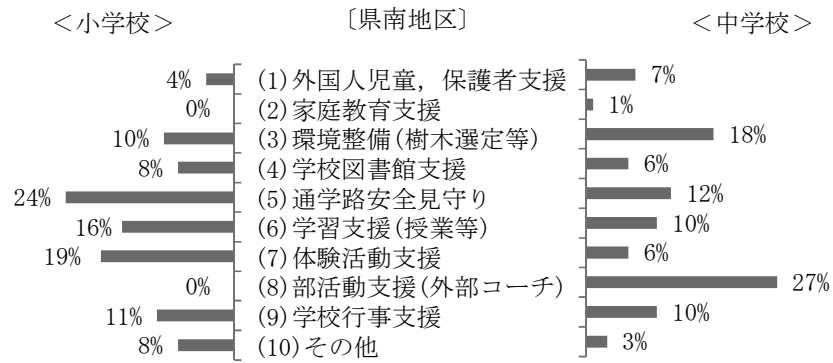 ＜小学校＞ 〔県南地区〕 ＜中学校＞
4% (1)外国人児童，保護者支援 7%
0% (2)家庭教育支援 1%
10% (3)環境整備(樹木選定等) 18%
8% (4)学校図書館支援 6%
24% (5)通学路安全見守り 12%
16% (6)学習支援(授業等) 10%
19% (7)体験活動支援 6%
0% (8)部活動支援(外部コーチ) 27%
11% (9)学校行事支援 10%
8% (10)その他 3%